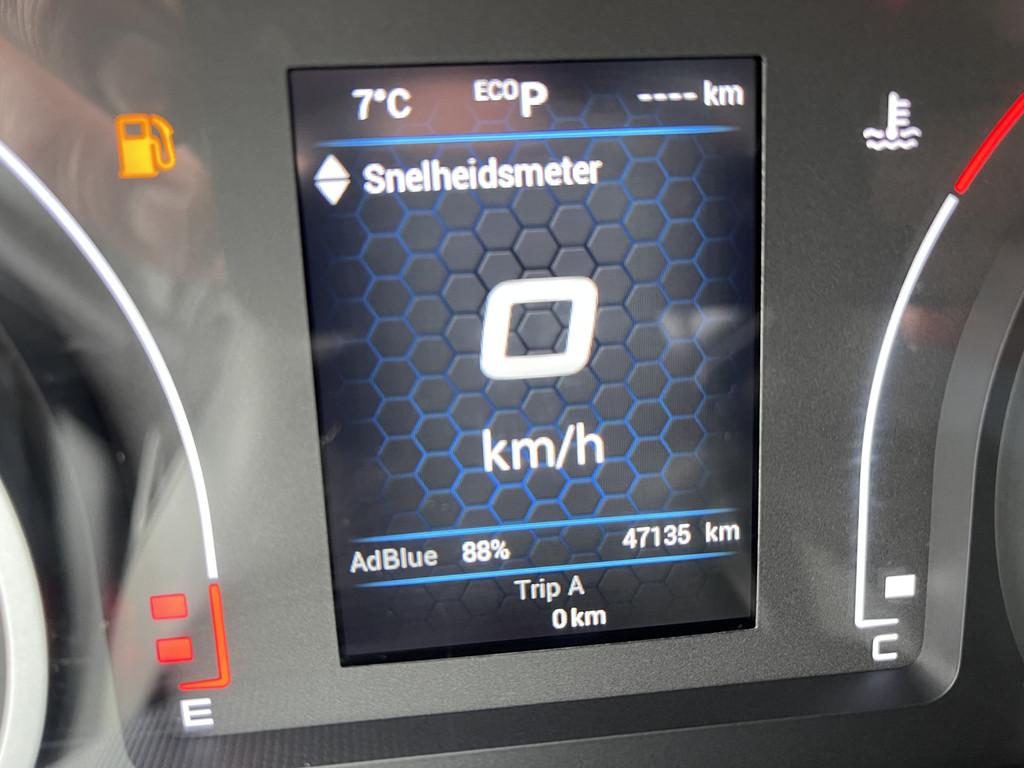 7°C ECO P ---- km
Snelheidsmeter
0
km/h
AdBlue 88% 47135 km
Trip A
0 km
E
C